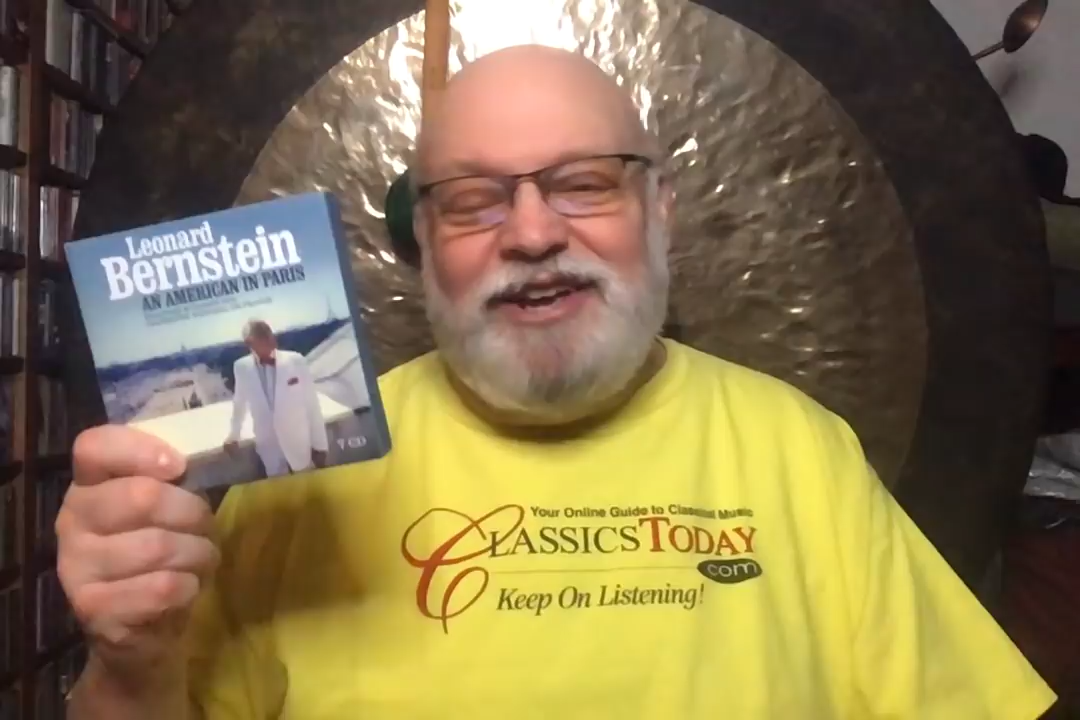 Leonard
Bernstein
AN AMERICAN IN PARIS
7 CD
Your Online Guide to Classical Music
CLASSICSTODAY
com
Keep On Listening!